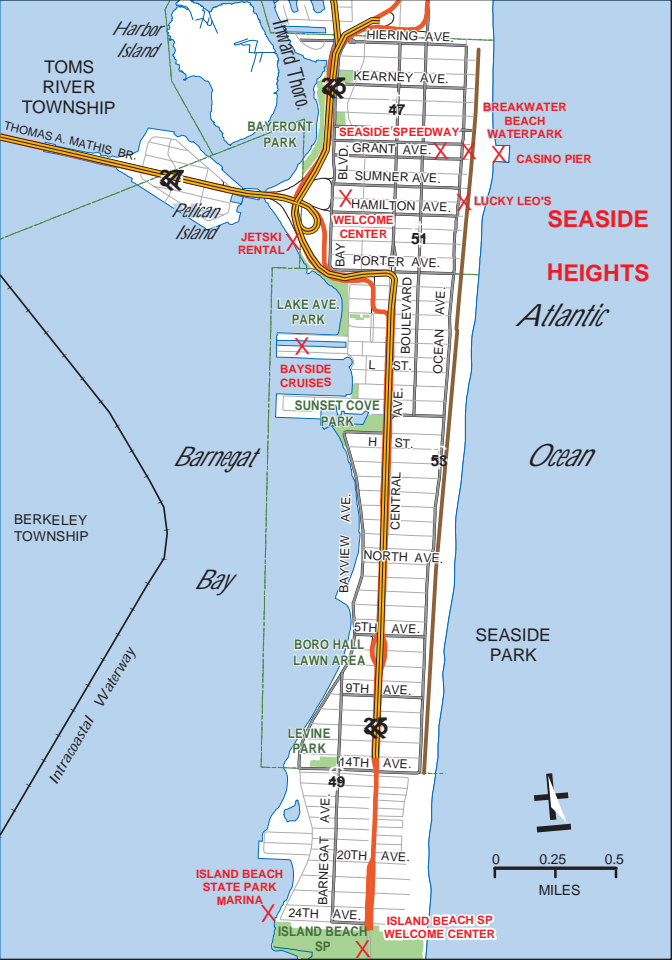 Harbor
Island
Inward Thoro.
HIERING AVE.
TOMS
RIVER
TOWNSHIP
KEARNEY AVE.
47
BREAKWATER
BEACH
WATERPARK
THOMAS A. MATHIS BR.
BAYFRONT
PARK
SEASIDE SPEEDWAY
GRANT AVE.
CASINO PIER
BAY BLVD.
SUMNER AVE.
Pelican
Island
HAMILTON AVE.
LUCKY LEO'S
WELCOME
CENTER
SEASIDE
HEIGHTS
JETSKI
RENTAL
51
PORTER AVE.
LAKE AVE.
PARK
BOULEVARD
OCEAN AVE.
Atlantic
Ocean
L ST.
BAYSIDE
CRUISES
SUNSET COVE
PARK
H ST.
53
Barnegat
Bay
CENTRAL AVE.
BERKELEY
TOWNSHIP
BAYVIEW AVE.
NORTH AVE.
5TH AVE.
SEASIDE
PARK
BORO HALL
LAWN AREA
9TH AVE.
Intracoastal Waterway
LEVINE
PARK
14TH AVE.
49
BARNEGAT AVE.
20TH AVE.
0 0.25 0.5
MILES
ISLAND BEACH
STATE PARK
MARINA
24TH AVE.
ISLAND BEACH
SP
ISLAND BEACH SP
WELCOME CENTER